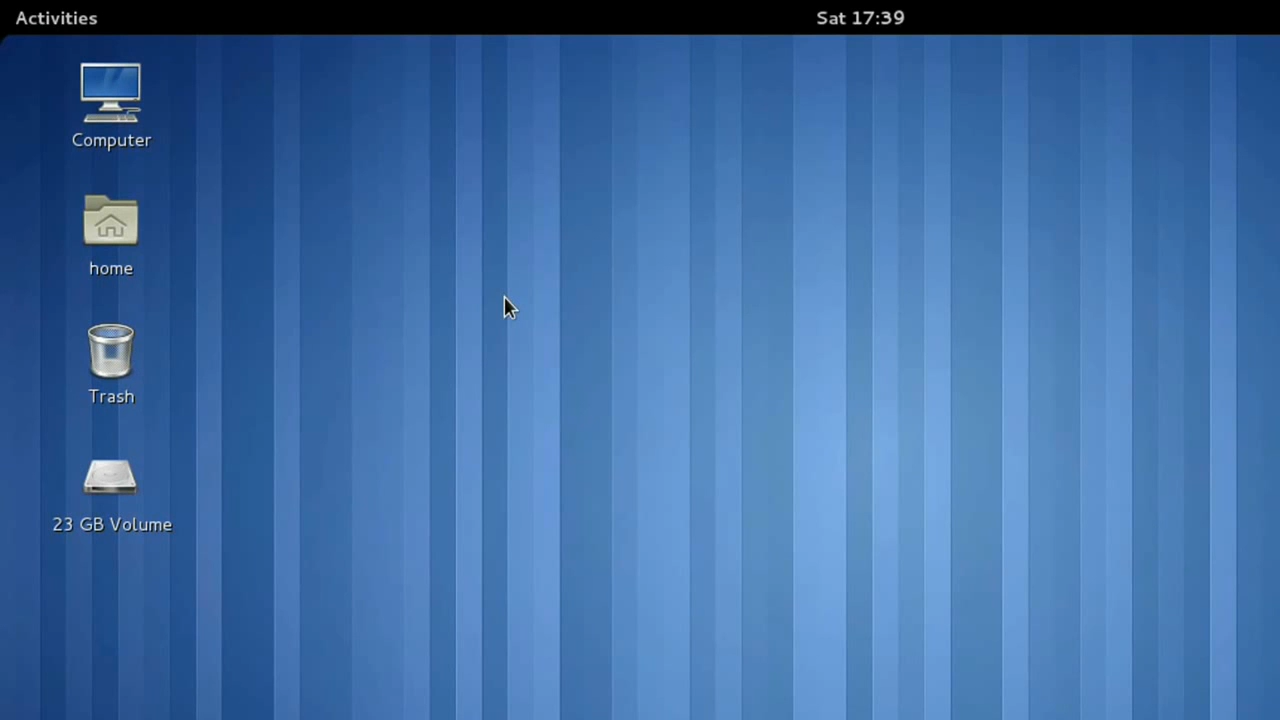 Activities
Sat 17:39
Computer
home
Trash
23 GB Volume